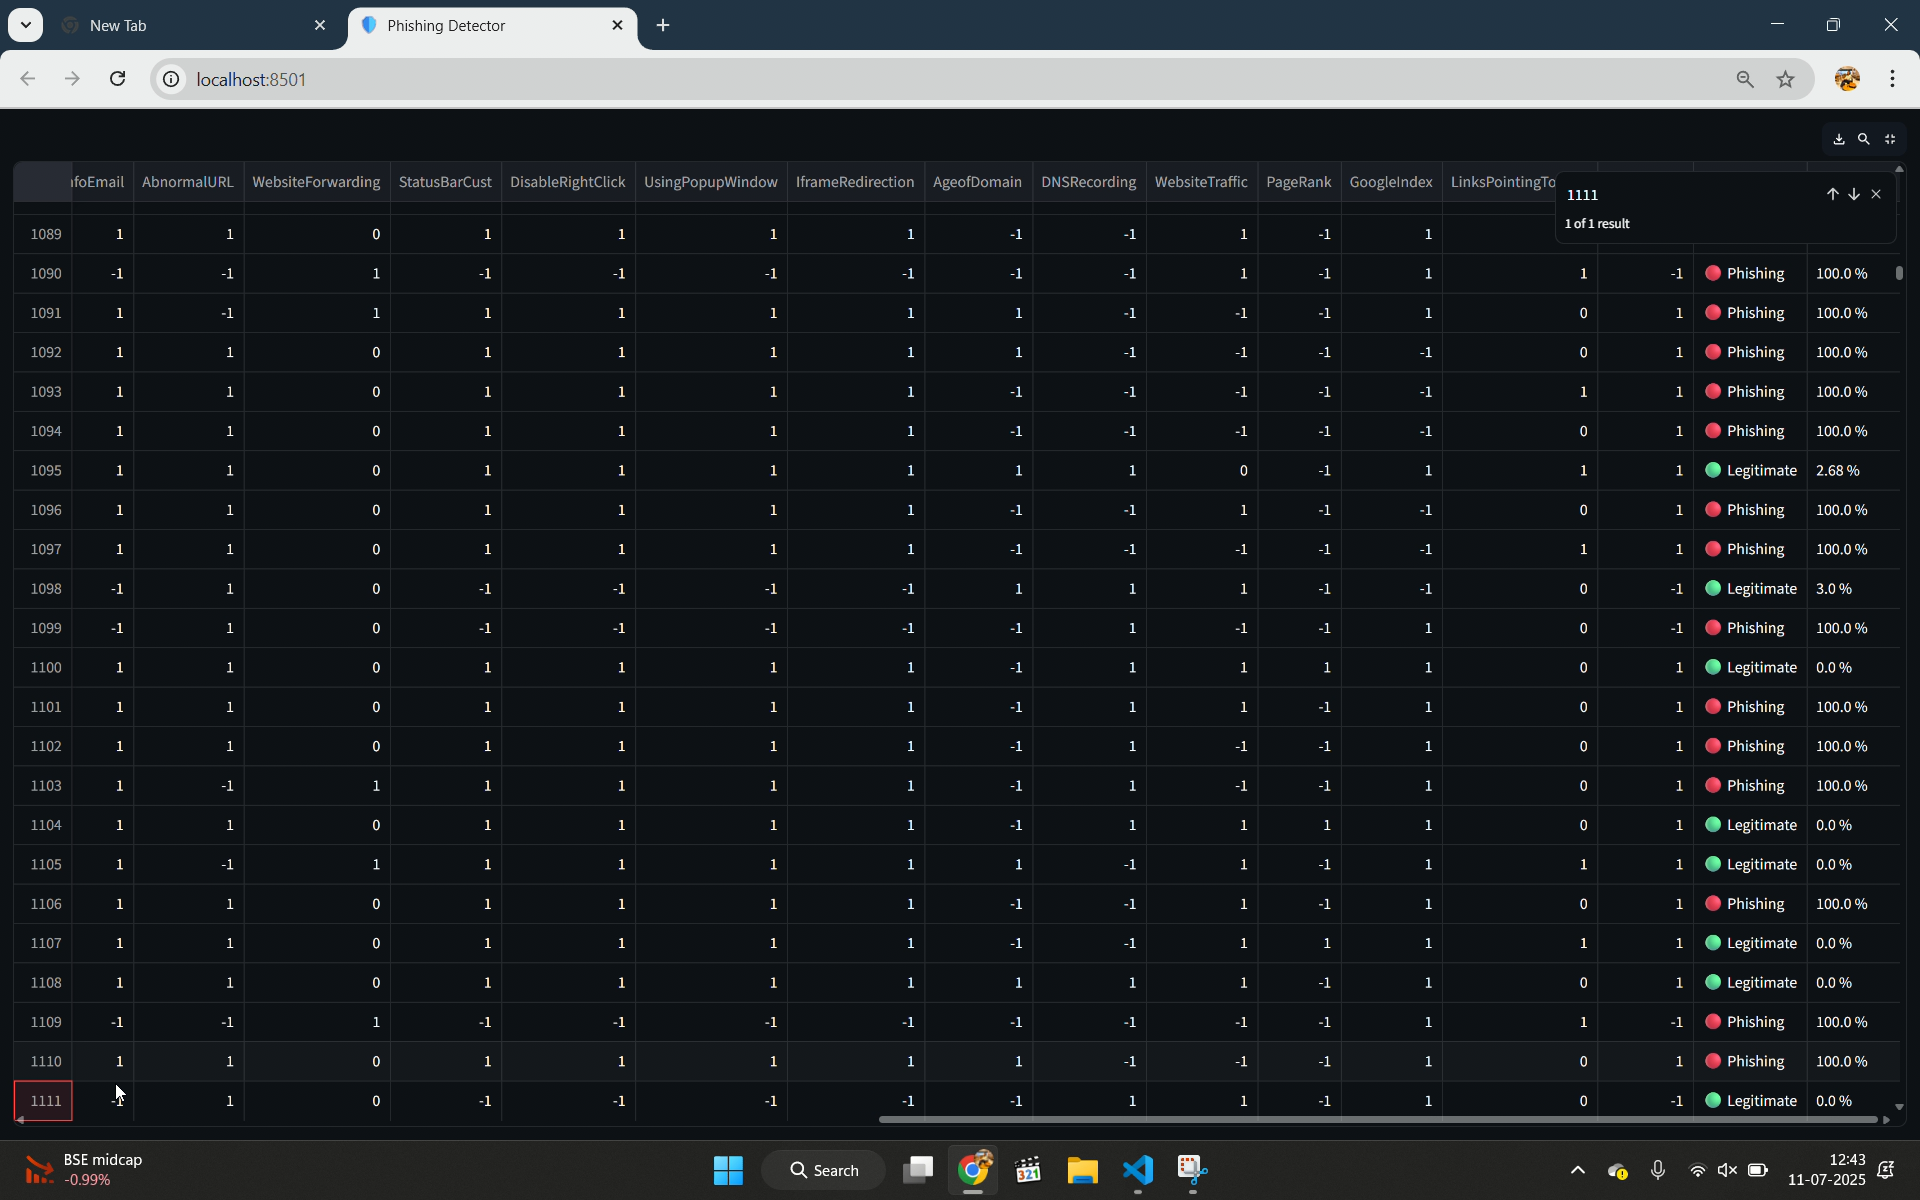 New Tab
Phishing Detector
localhost:8501
foEmail AbnormalURL WebsiteForwarding StatusBarCust DisableRightClick UsingPopupWindow IframeRedirection AgeofDomain DNSRecording WebsiteTraffic PageRank GoogleIndex LinksPointingTo
1111
1 of 1 result
1089 1 1 0 1 1 1 1 -1 -1 1 -1 1
1090 -1 -1 1 -1 -1 -1 -1 -1 -1 1 -1 1 1 -1 Phishing 100.0 %
1091 1 -1 1 1 1 1 1 1 -1 -1 -1 1 0 1 Phishing 100.0 %
1092 1 1 0 1 1 1 1 1 -1 -1 -1 -1 0 1 Phishing 100.0 %
1093 1 1 0 1 1 1 1 -1 -1 -1 -1 -1 1 1 Phishing 100.0 %
1094 1 1 0 1 1 1 1 -1 -1 -1 -1 -1 0 1 Phishing 100.0 %
1095 1 1 0 1 1 1 1 1 1 0 -1 1 1 1 Legitimate 2.68 %
1096 1 1 0 1 1 1 1 -1 -1 1 -1 -1 0 1 Phishing 100.0 %
1097 1 1 0 1 1 1 1 -1 -1 -1 -1 -1 1 1 Phishing 100.0 %
1098 -1 1 0 -1 -1 -1 -1 1 1 1 -1 -1 0 -1 Legitimate 3.0 %
1099 -1 1 0 -1 -1 -1 -1 -1 1 -1 -1 1 0 -1 Phishing 100.0 %
1100 1 1 0 1 1 1 1 -1 1 1 1 1 0 1 Legitimate 0.0 %
1101 1 1 0 1 1 1 1 -1 1 1 -1 1 0 1 Phishing 100.0 %
1102 1 1 0 1 1 1 1 -1 1 -1 -1 1 0 1 Phishing 100.0 %
1103 1 -1 1 1 1 1 1 -1 1 -1 -1 1 0 1 Phishing 100.0 %
1104 1 1 0 1 1 1 1 -1 1 1 1 1 0 1 Legitimate 0.0 %
1105 1 -1 1 1 1 1 1 1 -1 1 -1 1 1 1 Legitimate 0.0 %
1106 1 1 0 1 1 1 1 -1 -1 1 -1 1 0 1 Phishing 100.0 %
1107 1 1 0 1 1 1 1 -1 -1 1 1 1 1 1 Legitimate 0.0 %
1108 1 1 0 1 1 1 1 1 1 1 -1 1 0 1 Legitimate 0.0 %
1109 -1 -1 1 -1 -1 -1 -1 -1 -1 -1 -1 1 1 -1 Phishing 100.0 %
1110 1 1 0 1 1 1 1 1 -1 -1 -1 1 0 1 Phishing 100.0 %
1111 -1 1 0 -1 -1 -1 -1 -1 1 1 -1 1 0 -1 Legitimate 0.0 %
BSE midcap
-0.99%
Search
321
12:43
11-07-2025